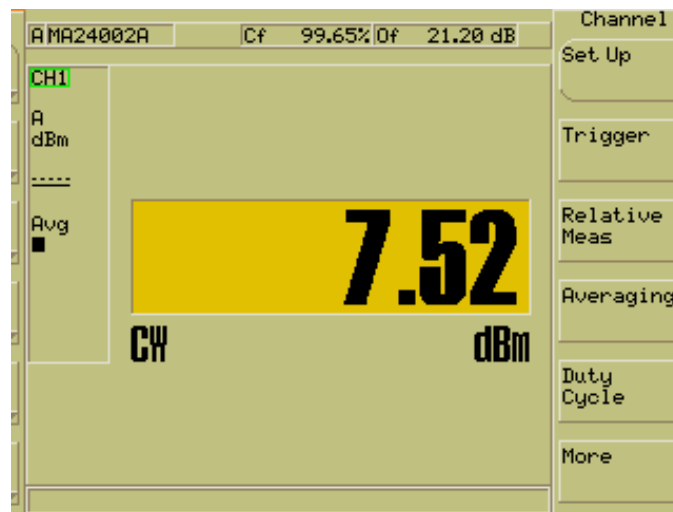 A MA24002A Cf 99.65% Of 21.20 dB
Channel
CH1
A
dBm
-----
Avg
7.52
CW dBm
Set Up
Trigger
Relative
Meas
Averaging
Duty
Cycle
More